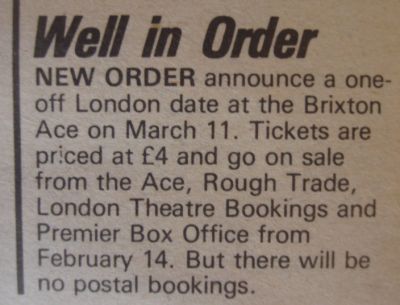 Well in Order
NEW ORDER announce a one-
off London date at the Brixton
Ace on March 11. Tickets are
priced at £4 and go on sale
from the Ace, Rough Trade,
London Theatre Bookings and
Premier Box Office from
February 14. But there will be
no postal bookings.